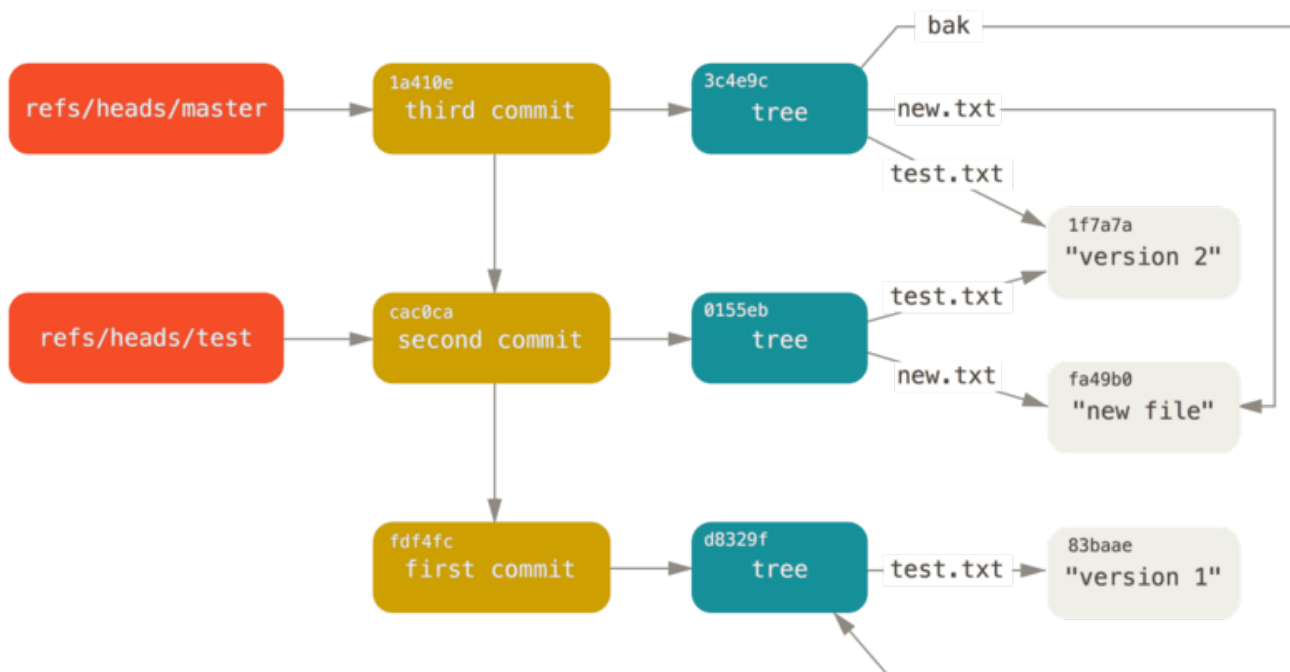 bak
1a410e
3c4e9c
refs/heads/master
third commit
tree
new.txt
test.txt
1f7a7a
"version 2"
cac0ca
0155eb
test.txt
refs/heads/test
second commit
tree
new.txt
fa49b0
"new file"
fdf4fc
d8329f
83baae
first commit
tree
test.txt
"version 1"